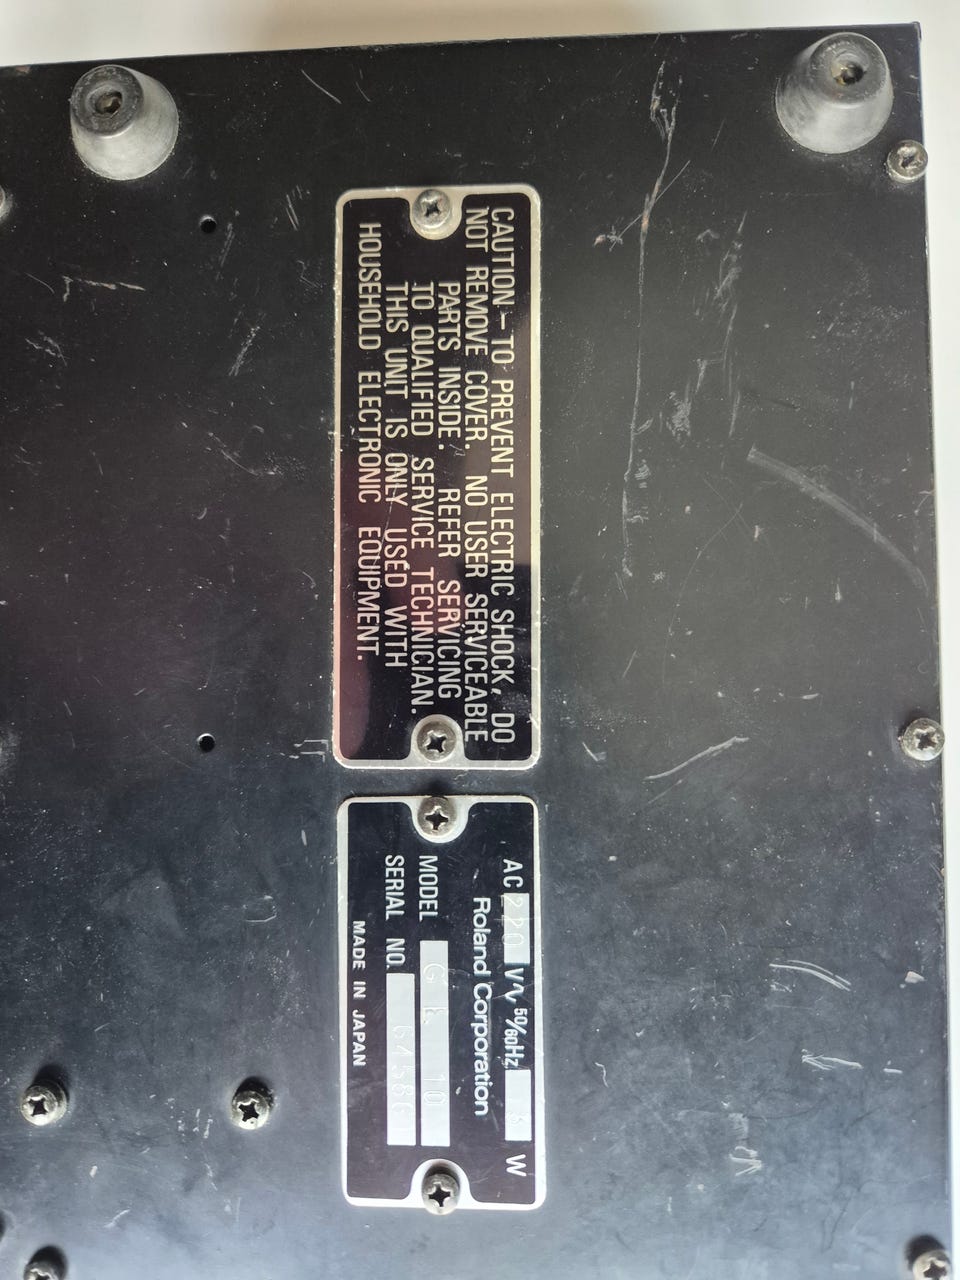 CAUTION – TO PREVENT ELECTRIC SHOCK, DO
NOT REMOVE COVER. NO USER SERVICEABLE
PARTS INSIDE. REFER SERVICING
TO QUALIFIED SERVICE TECHNICIAN.
THIS UNIT IS ONLY USED WITH
HOUSEHOLD ELECTRONIC EQUIPMENT.
AC 220 V∿ 50/60Hz W
Roland Corporation
MODEL
SERIAL NO.
MADE IN JAPAN